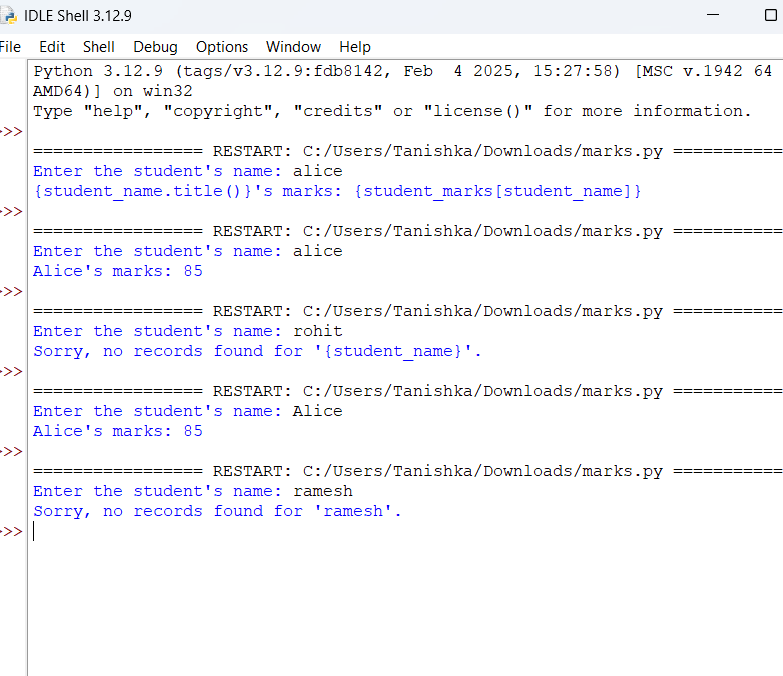 IDLE Shell 3.12.9
File Edit Shell Debug Options Window Help
Python 3.12.9 (tags/v3.12.9:fdb8142, Feb  4 2025, 15:27:58) [MSC v.1942 64
AMD64)] on win32
Type "help", "copyright", "credits" or "license()" for more information.
>>>
================= RESTART: C:/Users/Tanishka/Downloads/marks.py ===========
Enter the student's name: alice
{student_name.title()}'s marks: {student_marks[student_name]}
>>>
================= RESTART: C:/Users/Tanishka/Downloads/marks.py ===========
Enter the student's name: alice
Alice's marks: 85
>>>
================= RESTART: C:/Users/Tanishka/Downloads/marks.py ===========
Enter the student's name: rohit
Sorry, no records found for '{student_name}'.
>>>
================= RESTART: C:/Users/Tanishka/Downloads/marks.py ===========
Enter the student's name: Alice
Alice's marks: 85
>>>
================= RESTART: C:/Users/Tanishka/Downloads/marks.py ===========
Enter the student's name: ramesh
Sorry, no records found for 'ramesh'.
>>>